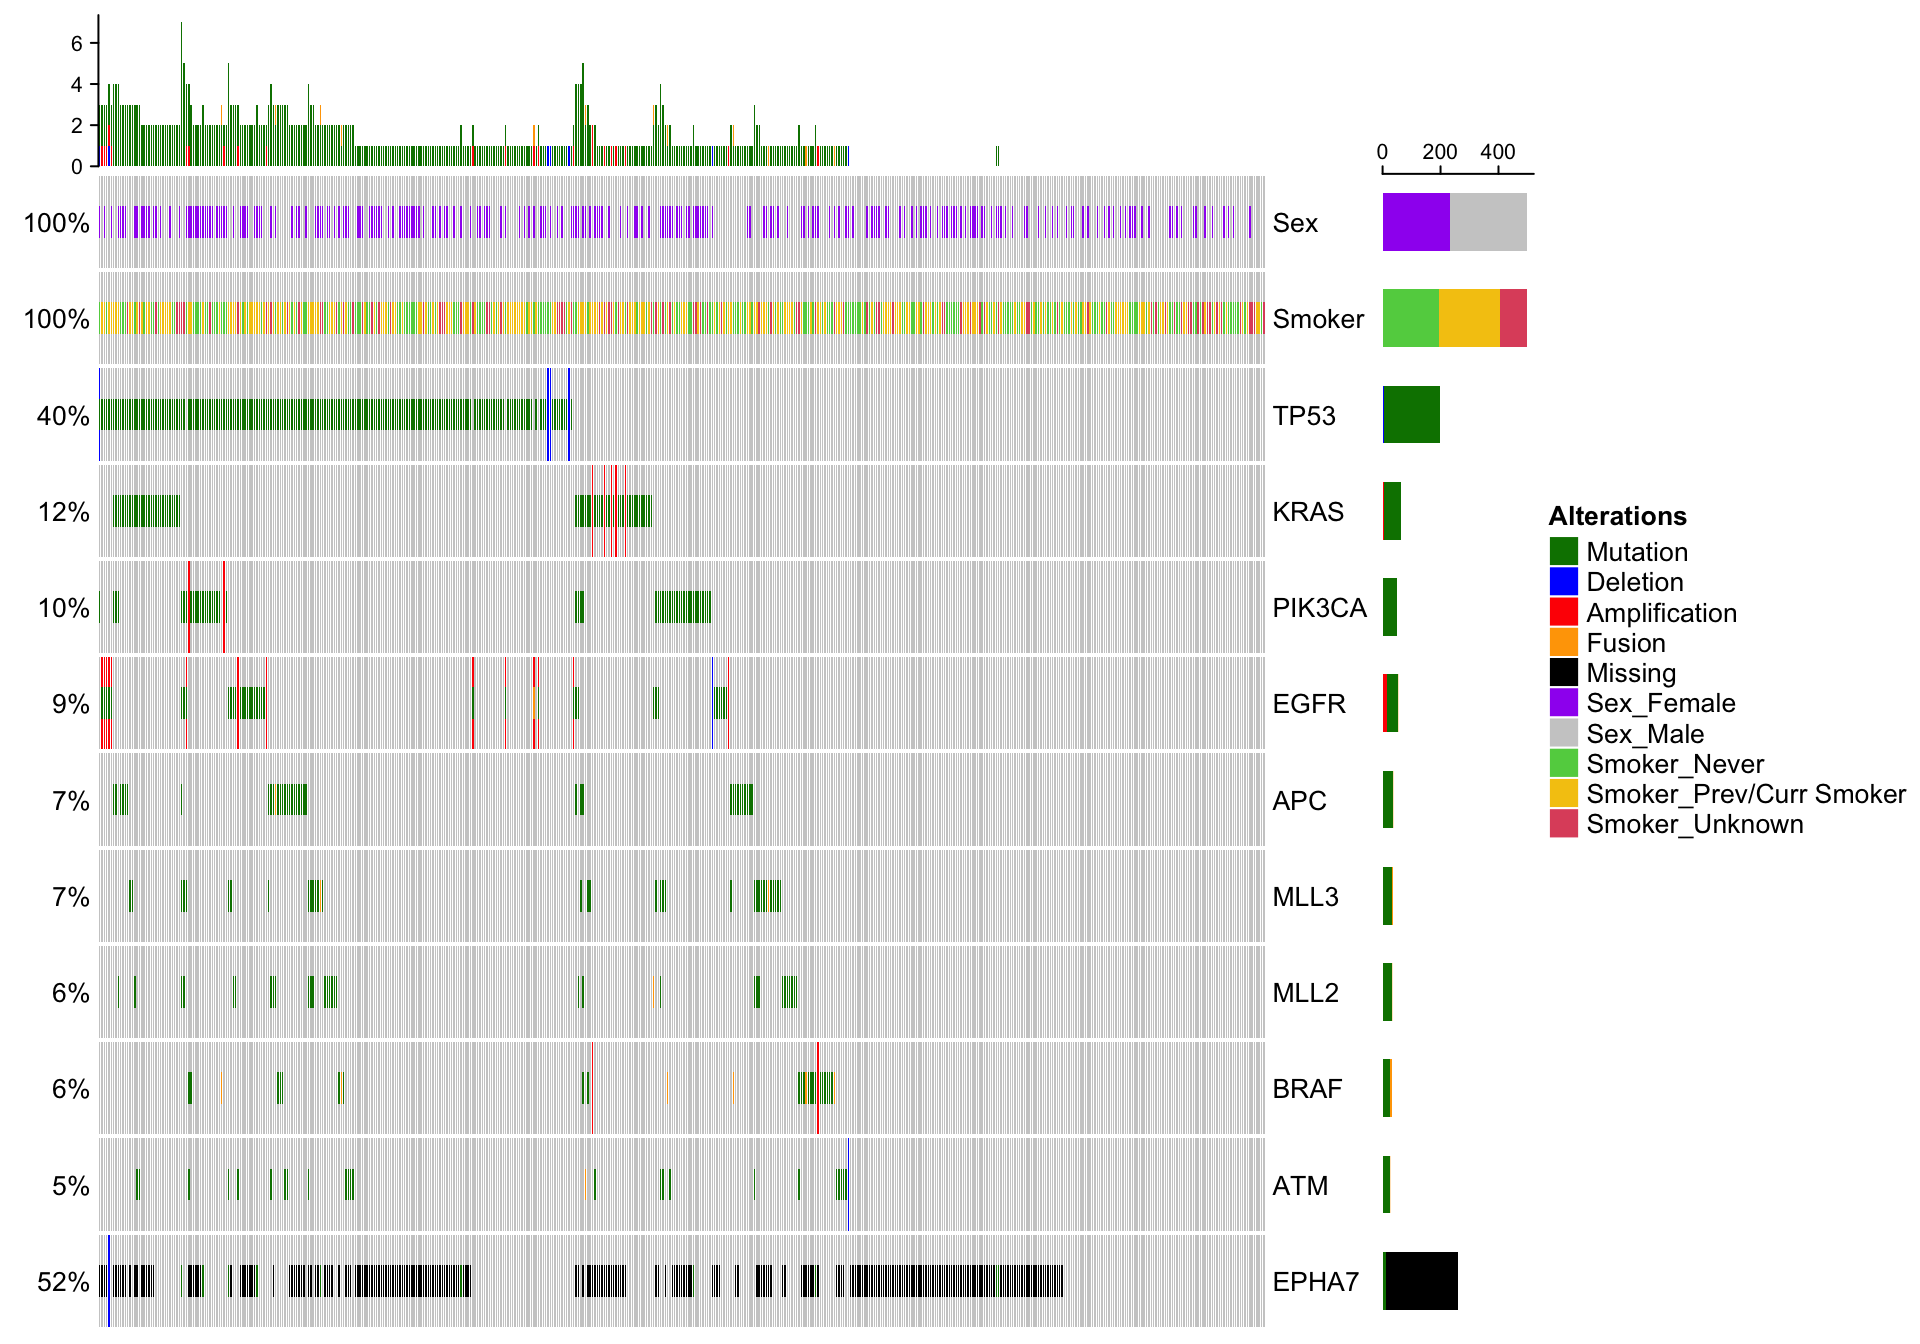 6
4
2
0
0 200 400
100% Sex
100% Smoker
40% TP53
12% KRAS
10% PIK3CA
9% EGFR
7% APC
7% MLL3
6% MLL2
6% BRAF
5% ATM
52% EPHA7
Alterations
Mutation
Deletion
Amplification
Fusion
Missing
Sex_Female
Sex_Male
Smoker_Never
Smoker_Prev/Curr Smoker
Smoker_Unknown